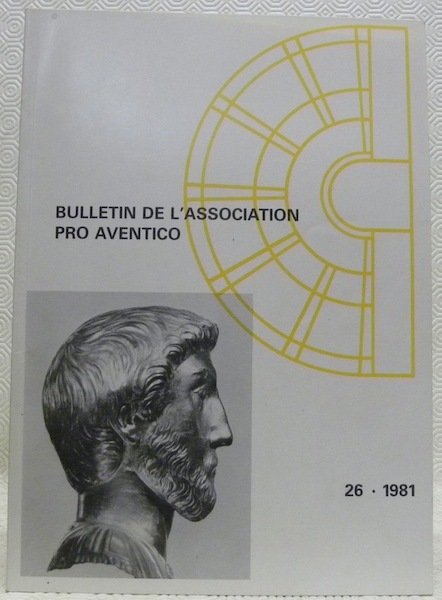 BULLETIN DE L'ASSOCIATION
PRO AVENTICO
26 · 1981